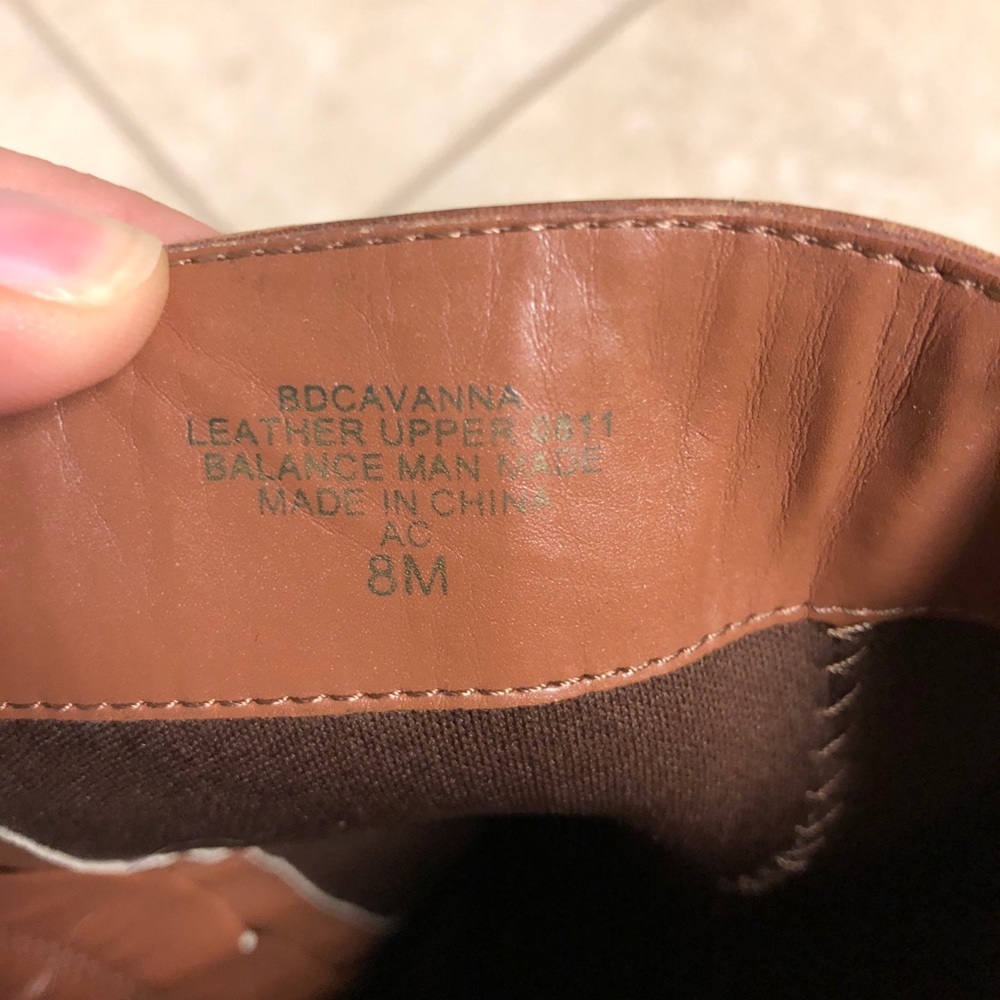 BDCAVANNA
LEATHER UPPER 0811
BALANCE MAN MADE
MADE IN CHINA
AC
8M